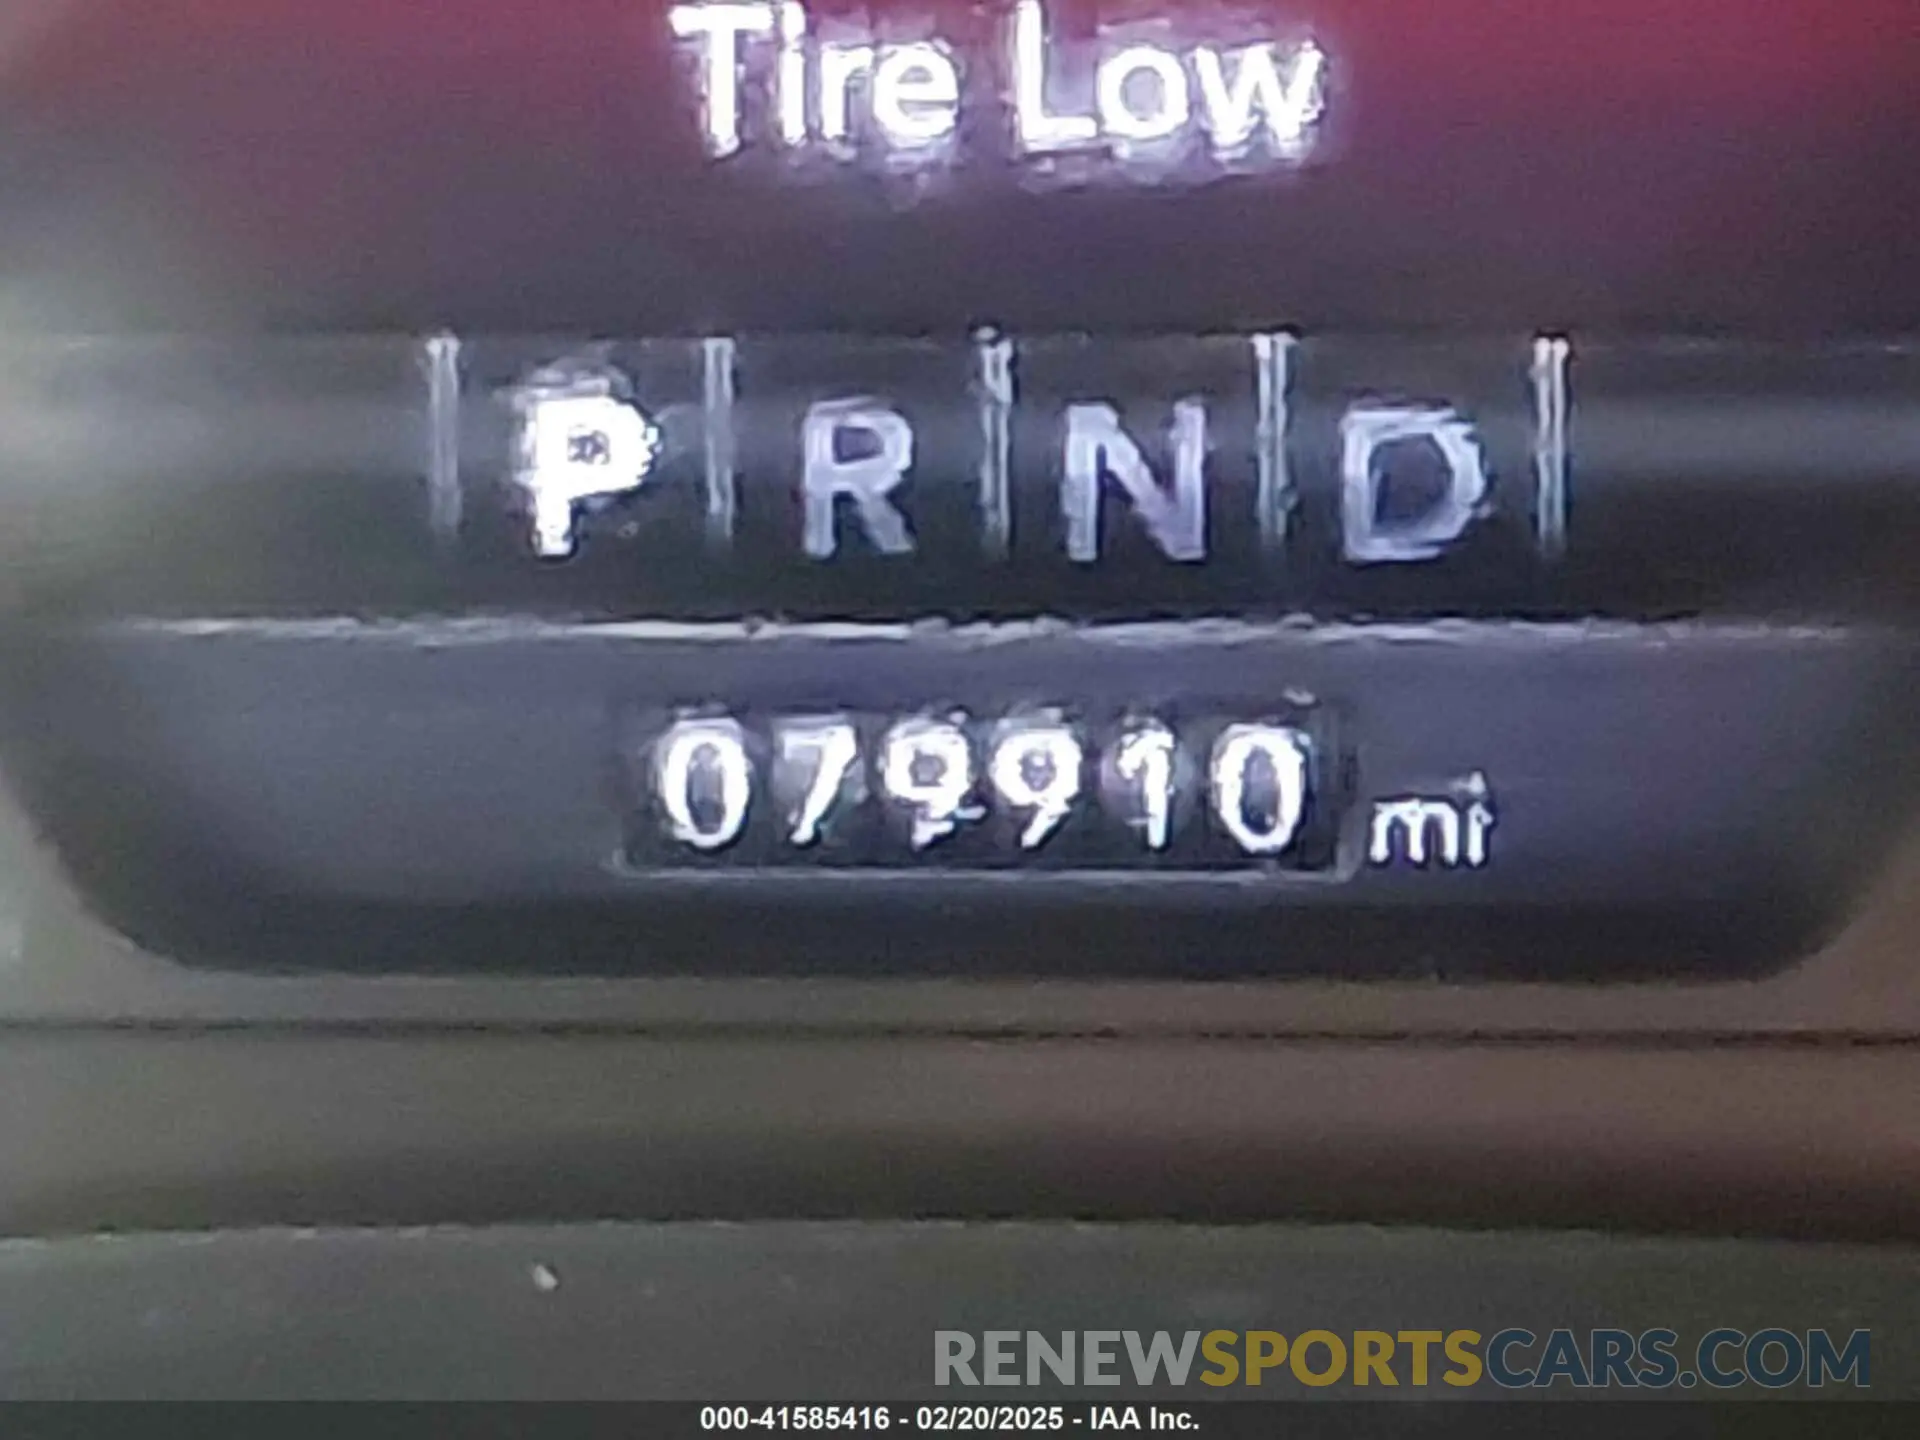 Tire Low
P R N D
079910 mi
RENEWSPORTSCARS.COM
000-41585416 - 02/20/2025 - IAA Inc.